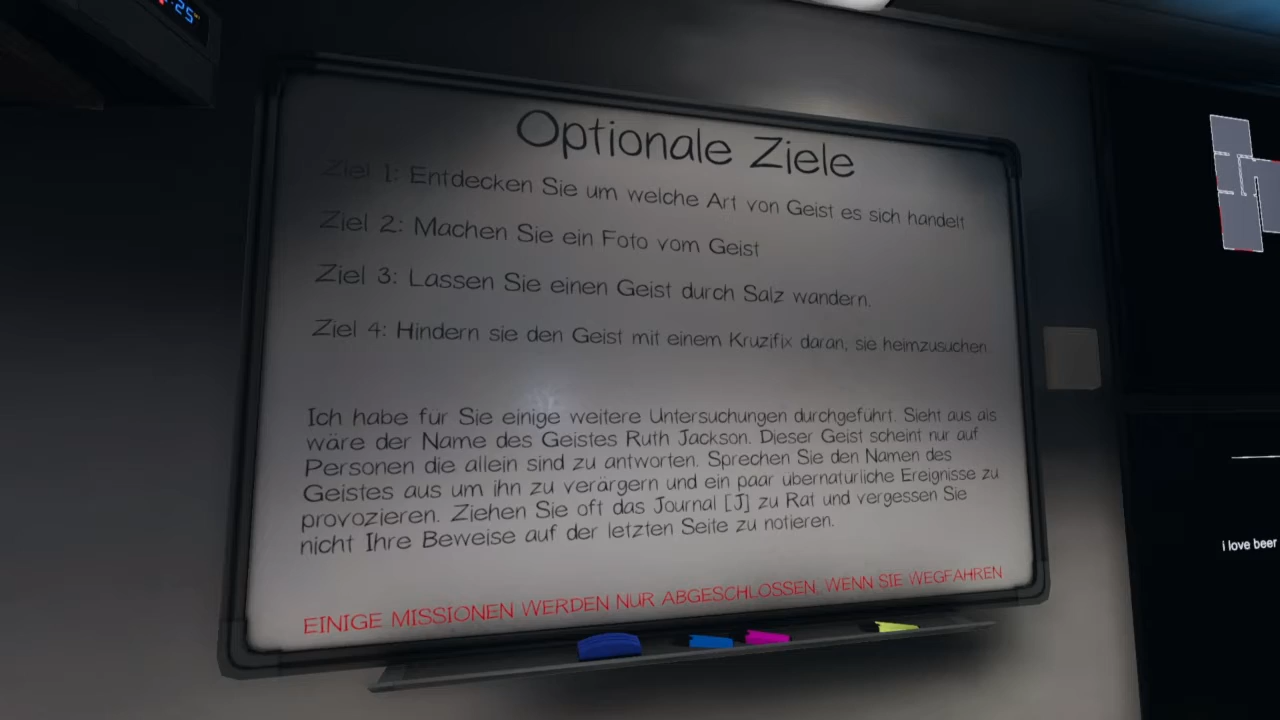 :25
Optionale Ziele
Ziel 1: Entdecken Sie um welche Art von Geist es sich handelt
Ziel 2: Machen Sie ein Foto vom Geist
Ziel 3: Lassen Sie einen Geist durch Salz wandern.
Ziel 4: Hindern sie den Geist mit einem Kruzifix daran, sie heimzusuchen.
Ich habe für Sie einige weitere Untersuchungen durchgeführt. Sieht aus als
wäre der Name des Geistes Ruth Jackson. Dieser Geist scheint nur auf
Personen die allein sind zu antworten. Sprechen Sie den Namen des
Geistes aus um ihn zu verärgern und ein paar übernatürliche Ereignisse zu
provozieren. Ziehen Sie oft das Journal [J] zu Rat und vergessen Sie
nicht Ihre Beweise auf der letzten Seite zu notieren.
EINIGE MISSIONEN WERDEN NUR ABGESCHLOSSEN, WENN SIE WEGFAHREN
i love beer